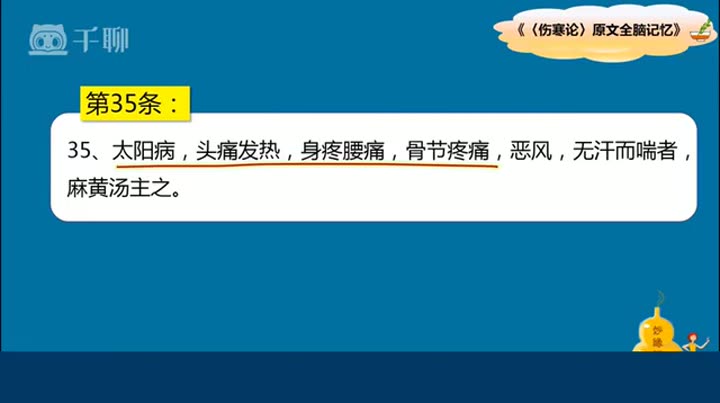 千聊
《〈伤寒论〉原文全脑记忆》
第35条：
35、太阳病，头痛发热，身疼腰痛，骨节疼痛，恶风，无汗而喘者，
麻黄汤主之。